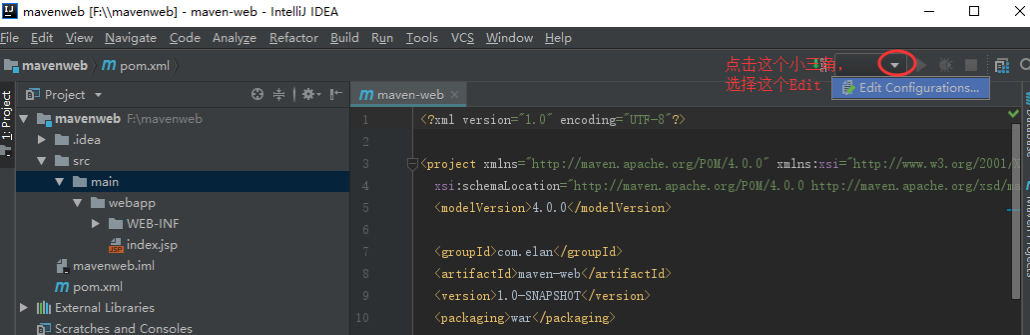 mavenweb [F:\\mavenweb] - maven-web - IntelliJ IDEA
File Edit View Navigate Code Analyze Refactor Build Run Tools VCS Window Help
mavenweb pom.xml
点击这个小三角,
选择这个Edit
Edit Configurations...
1: Project
Project
maven-web
mavenweb F:\mavenweb
.idea
src
main
webapp
WEB-INF
index.jsp
mavenweb.iml
pom.xml
External Libraries
Scratches and Consoles
1 <?xml version="1.0" encoding="UTF-8"?>
2
3 <project xmlns="http://maven.apache.org/POM/4.0.0" xmlns:xsi="http://www.w3.org/2001/X
4 xsi:schemaLocation="http://maven.apache.org/POM/4.0.0 http://maven.apache.org/xsd/ma
5 <modelVersion>4.0.0</modelVersion>
6
7 <groupId>com.elan</groupId>
8 <artifactId>maven-web</artifactId>
9 <version>1.0-SNAPSHOT</version>
10 <packaging>war</packaging>